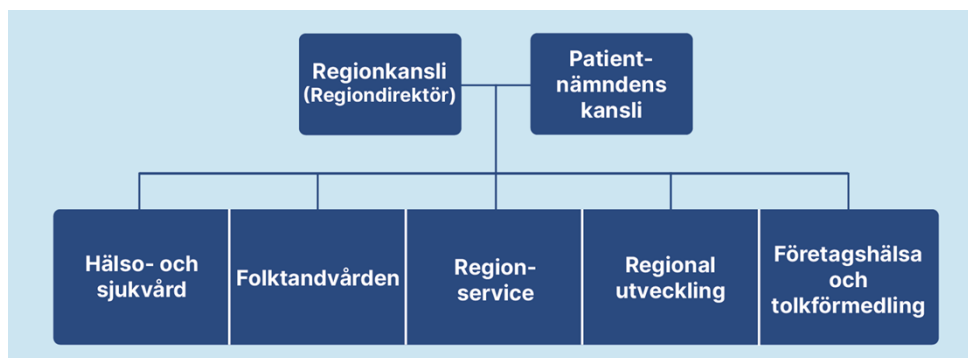 Regionkansli
(Regiondirektör)
Patient-
nämndens
kansli
Hälso- och
sjukvård
Folktandvården
Region-
service
Regional
utveckling
Företagshälsa
och
tolkförmedling